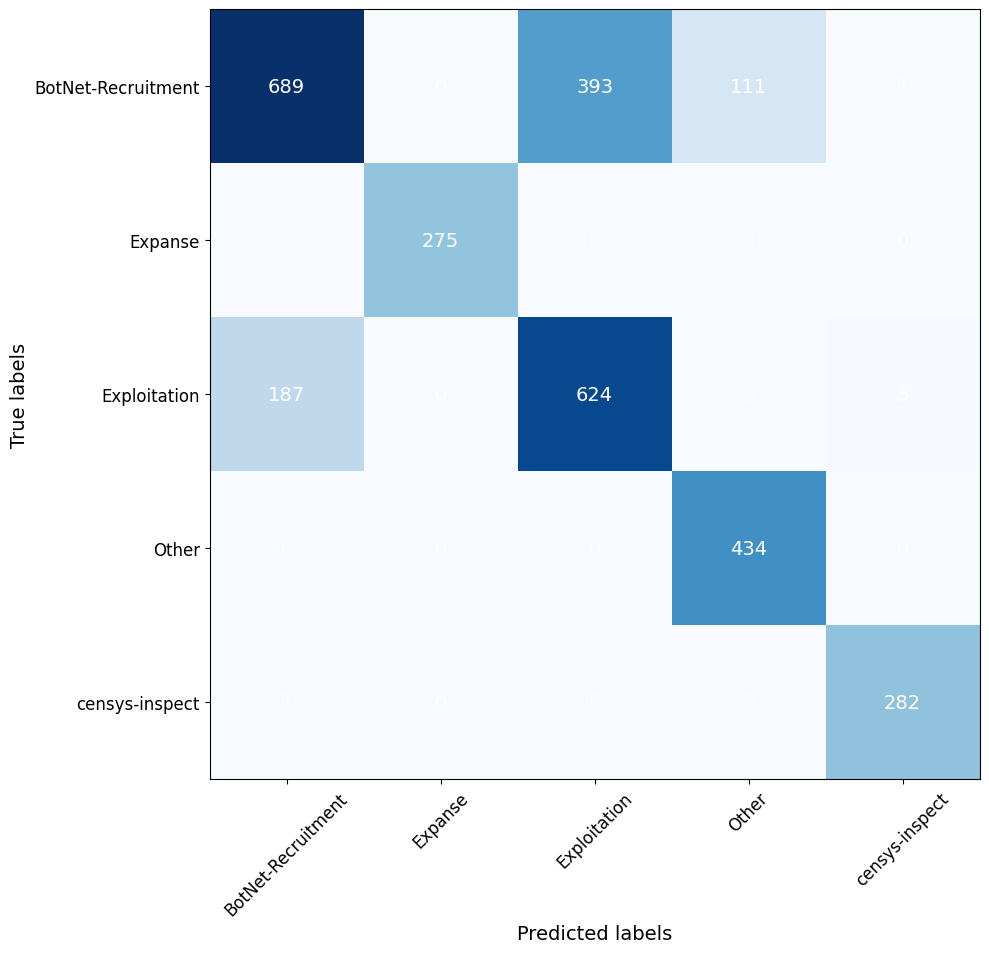 True labels
BotNet-Recruitment 689 0 393 111 1
Expanse 0 275 0 0 0
Exploitation 187 0 624 0 3
Other 0 0 0 434 0
censys-inspect 1 0 0 0 282
BotNet-Recruitment Expanse Exploitation Other censys-inspect
Predicted labels